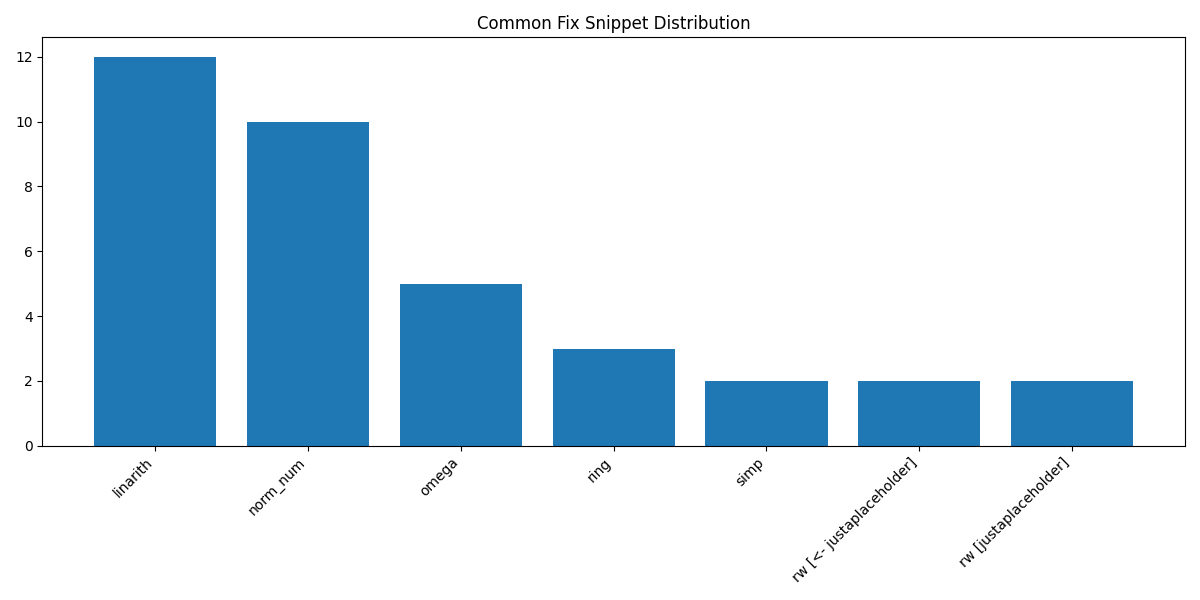 Common Fix Snippet Distribution
12
10
8
6
4
2
0
linarith
norm_num
omega
ring
simp
rw [<- justaplaceholder]
rw [justaplaceholder]